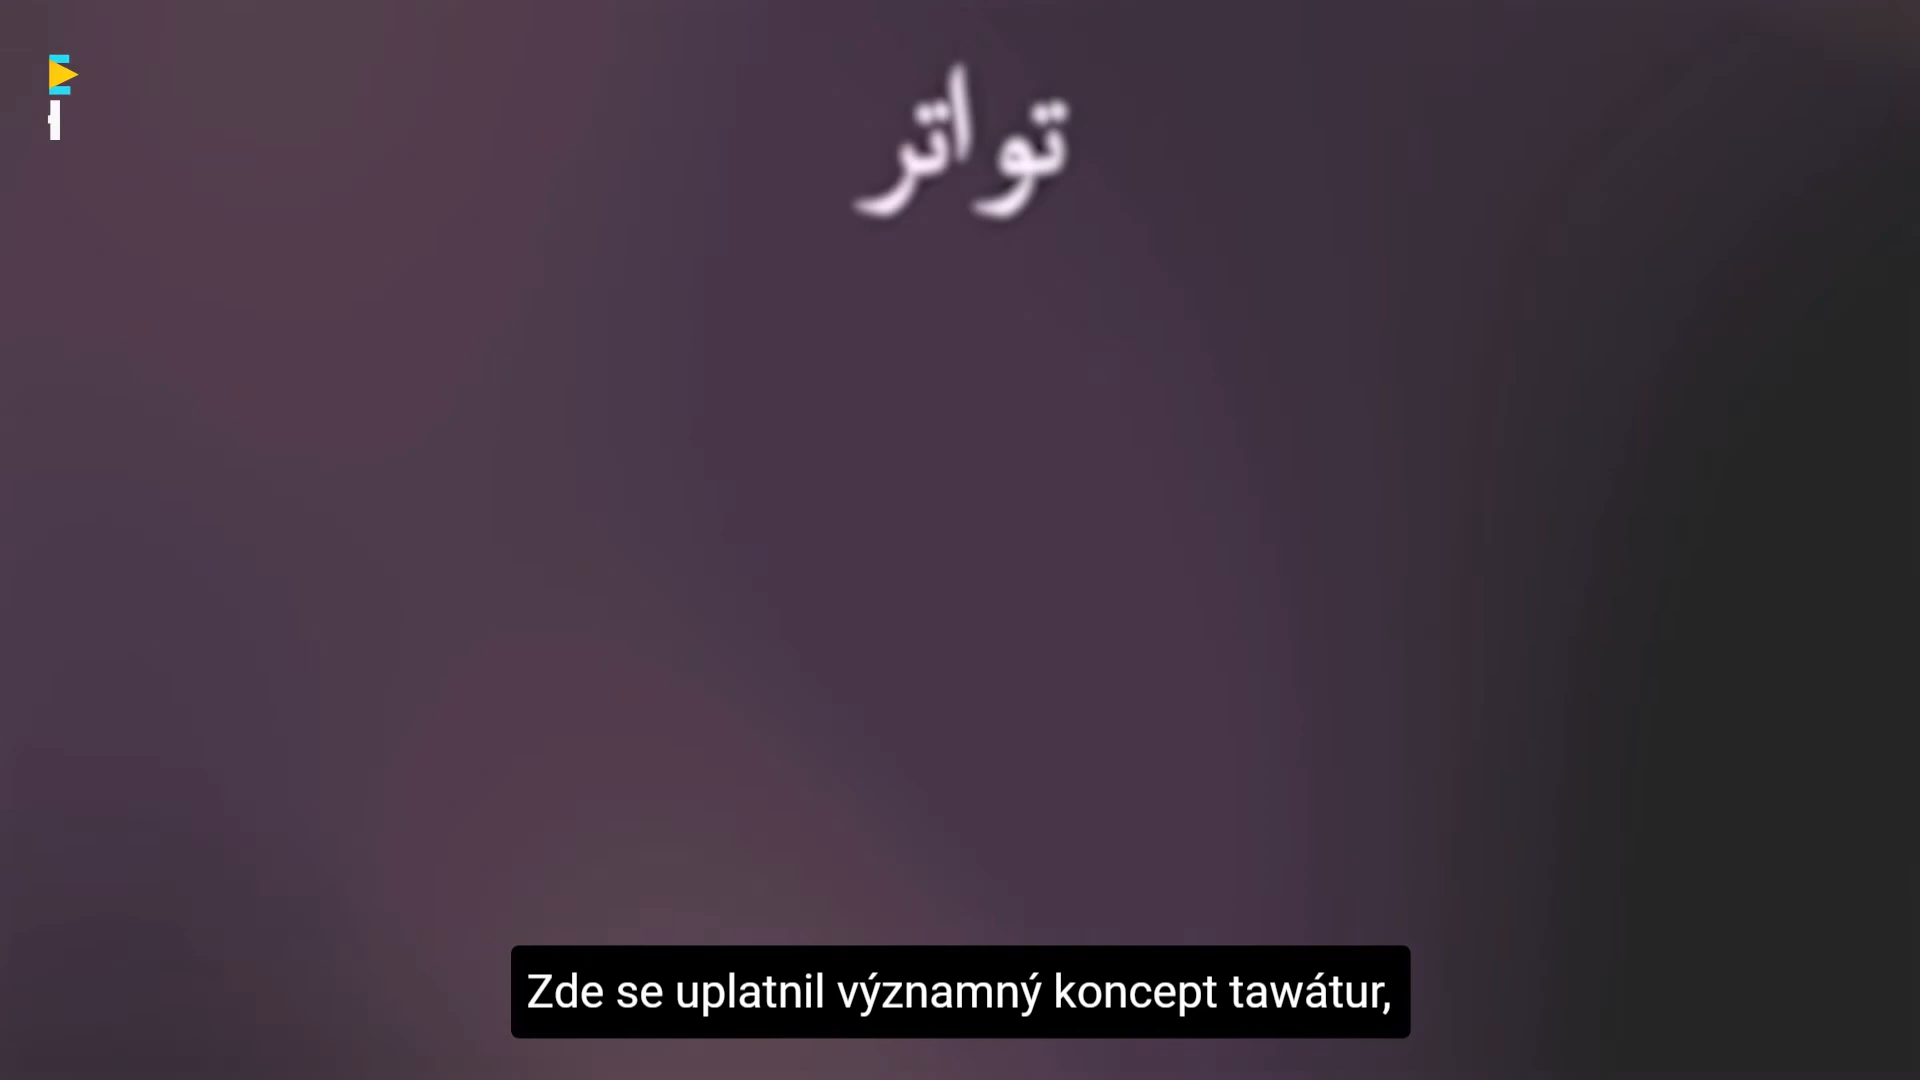 تواتر
Zde se uplatnil významný koncept tawátur,